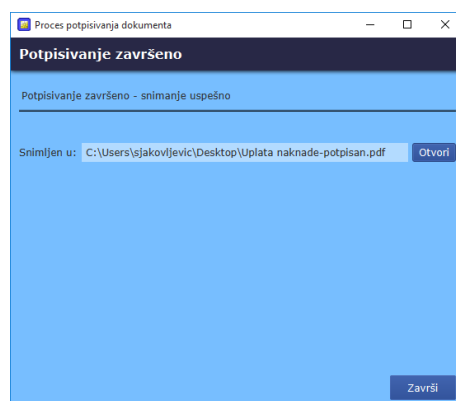 Proces potpisivanja dokumenta
Potpisivanje završeno
Potpisivanje završeno - snimanje uspešno
Snimljen u: C:\Users\sjakovljevic\Desktop\Uplata naknade-potpisan.pdf Otvori
Završi